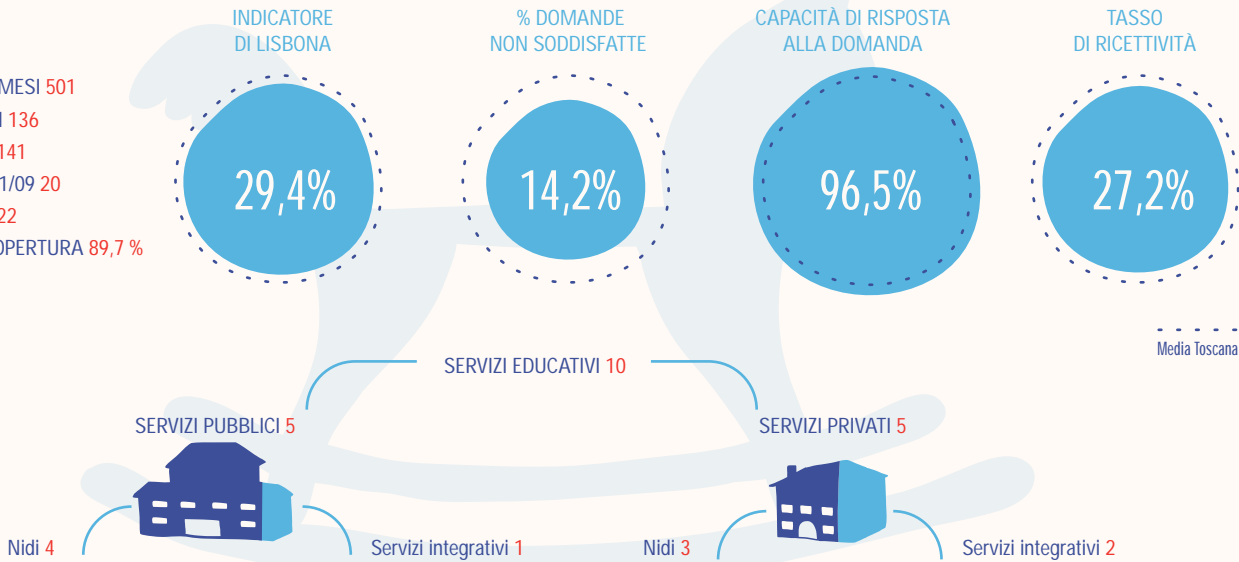 INDICATORE
DI LISBONA
% DOMANDE
NON SODDISFATTE
CAPACITÀ DI RISPOSTA
ALLA DOMANDA
TASSO
DI RICETTIVITÀ
MESI 501
I 136
141
1/09 20
22
OPERTURA 89,7 %
29,4%
14,2%
96,5%
27,2%
Media Toscana
SERVIZI EDUCATIVI 10
SERVIZI PUBBLICI 5
SERVIZI PRIVATI 5
Nidi 4
Servizi integrativi 1
Nidi 3
Servizi integrativi 2